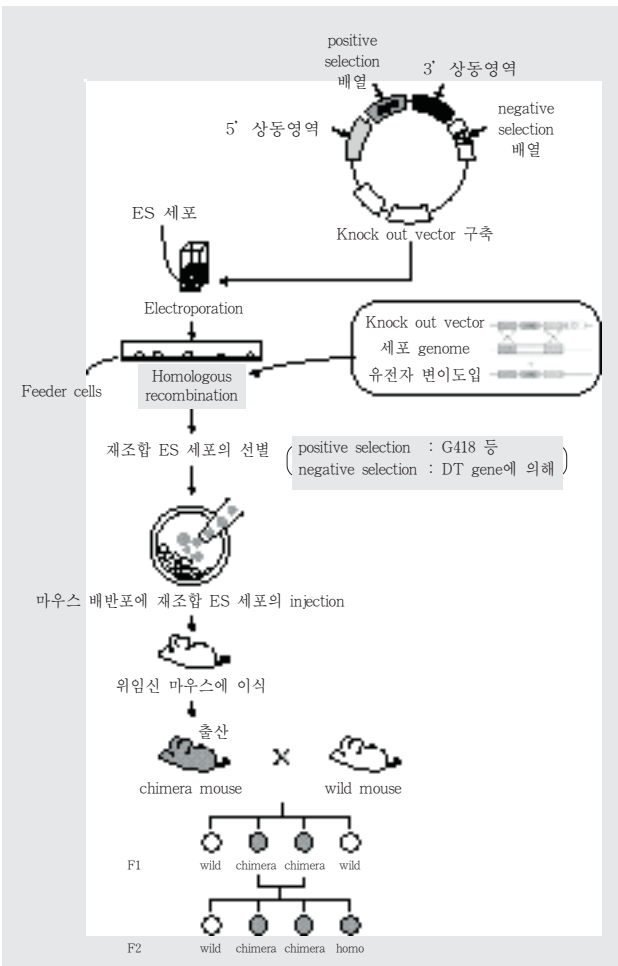 positive
selection
배열
3’ 상동영역
negative
selection
배열
5’ 상동영역
ES 세포
Knock out vector 구축
Electroporation
Knock out vector
세포 genome
유전자 변이도입
Feeder cells
Homologous
recombination
재조합 ES 세포의 선별
positive selection : G418 등
negative selection : DT gene에 의해
마우스 배반포에 재조합 ES 세포의 injection
위임신 마우스에 이식
출산
chimera mouse
X
wild mouse
F1 wild chimera chimera wild
F2 wild chimera chimera homo